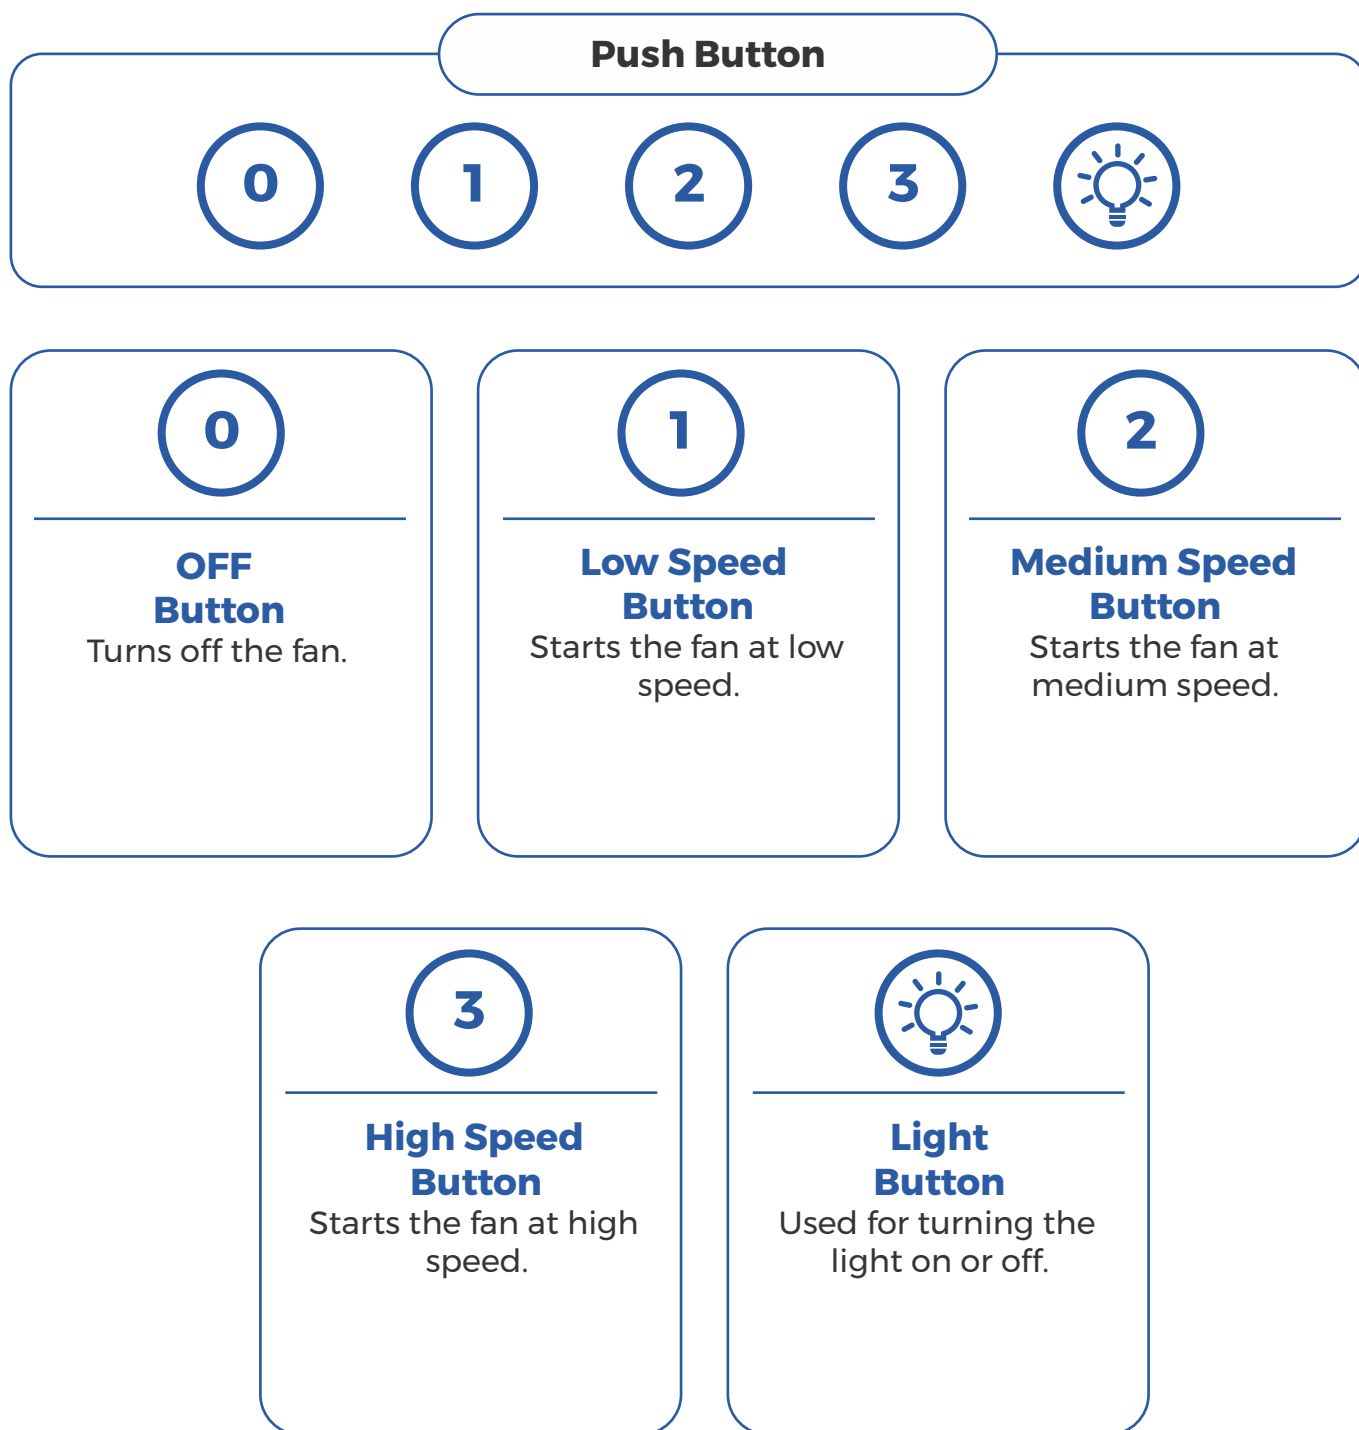 Push Button
0 1 2 3
0
OFF
Button
Turns off the fan.
1
Low Speed
Button
Starts the fan at low
speed.
2
Medium Speed
Button
Starts the fan at
medium speed.
3
High Speed
Button
Starts the fan at high
speed.
Light
Button
Used for turning the
light on or off.